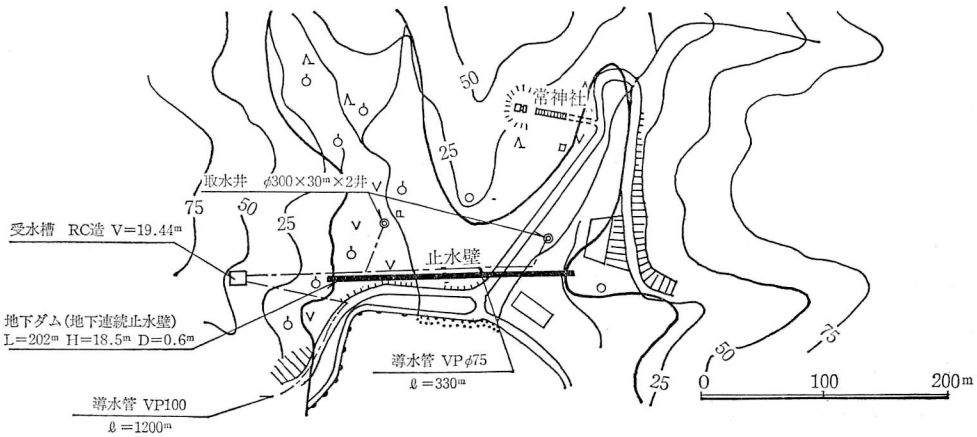 50
常神社
25
75
50
25
取水井 φ300×30m×2井
受水槽 RC造 V=19.44m
止水壁
地下ダム(地下連続止水壁)
L=202m H=18.5m D=0.6m
導水管 VPφ75
ℓ=330m
導水管 VP100
ℓ=1200m
25
50
75
0 100 200m